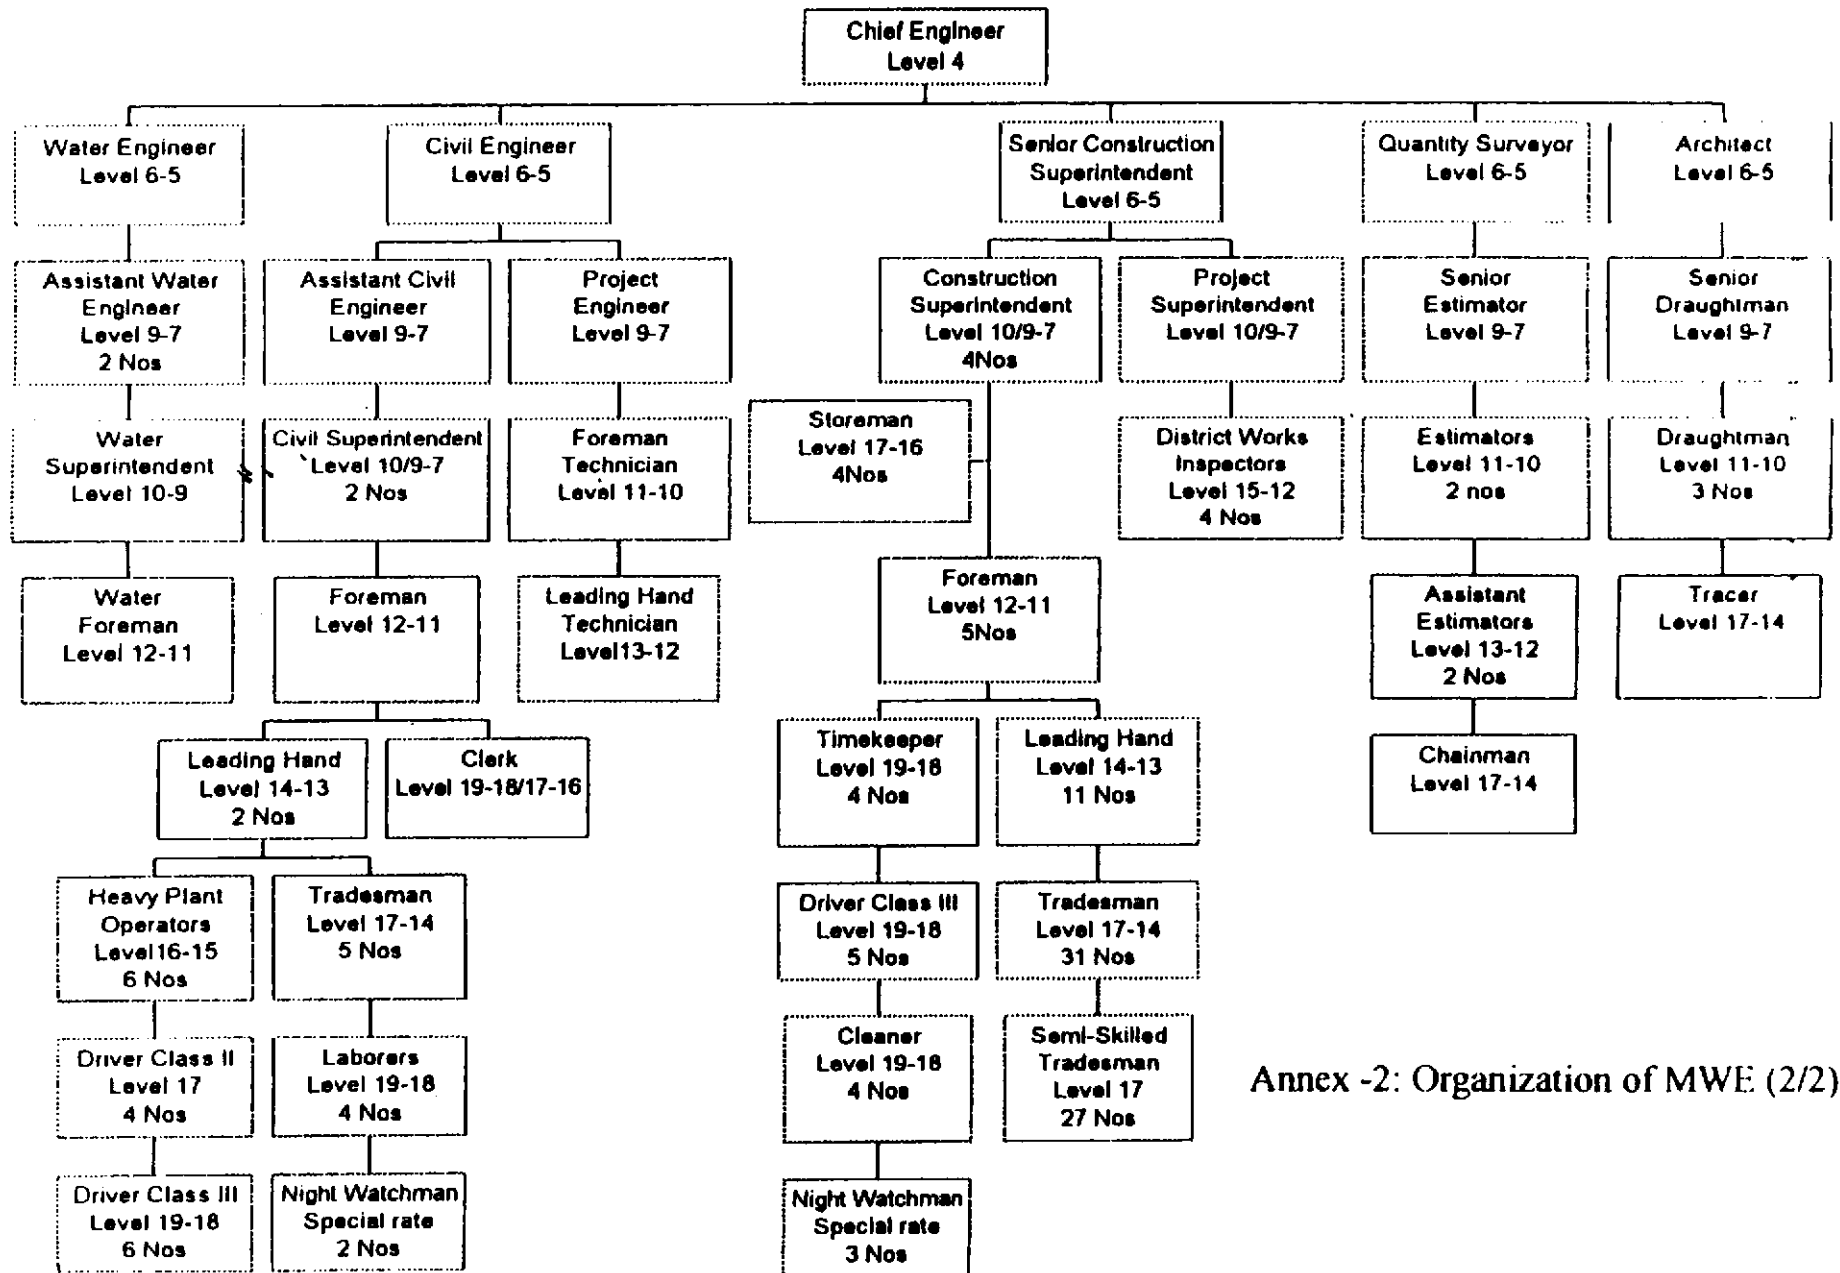 Chief Engineer
Level 4
Water Engineer
Level 6-5
Civil Engineer
Level 6-5
Senior Construction
Superintendent
Level 6-5
Quantity Surveyor
Level 6-5
Architect
Level 6-5
Assistant Water
Engineer
Level 9-7
2 Nos
Assistant Civil
Engineer
Level 9-7
Project
Engineer
Level 9-7
Construction
Superintendent
Level 10/9-7
4Nos
Project
Superintendent
Level 10/9-7
Senior
Estimator
Level 9-7
Senior
Draughtman
Level 9-7
Water
Superintendent
Level 10-9
Civil Superintendent
Level 10/9-7
2 Nos
Foreman
Technician
Level 11-10
Storeman
Level 17-16
4Nos
District Works
Inspectors
Level 15-12
4 Nos
Estimators
Level 11-10
2 nos
Draughtman
Level 11-10
3 Nos
Water
Foreman
Level 12-11
Foreman
Level 12-11
Leading Hand
Technician
Level13-12
Foreman
Level 12-11
5Nos
Assistant
Estimators
Level 13-12
2 Nos
Tracer
Level 17-14
Leading Hand
Level 14-13
2 Nos
Clerk
Level 19-18/17-16
Timekeeper
Level 19-18
4 Nos
Leading Hand
Level 14-13
11 Nos
Chainman
Level 17-14
Heavy Plant
Operators
Level16-15
6 Nos
Tradesman
Level 17-14
5 Nos
Driver Class III
Level 19-18
5 Nos
Tradesman
Level 17-14
31 Nos
Driver Class II
Level 17
4 Nos
Laborers
Level 19-18
4 Nos
Cleaner
Level 19-18
4 Nos
Semi-Skilled
Tradesman
Level 17
27 Nos
Annex -2: Organization of MWE (2/2)
Driver Class III
Level 19-18
6 Nos
Night Watchman
Special rate
2 Nos
Night Watchman
Special rate
3 Nos